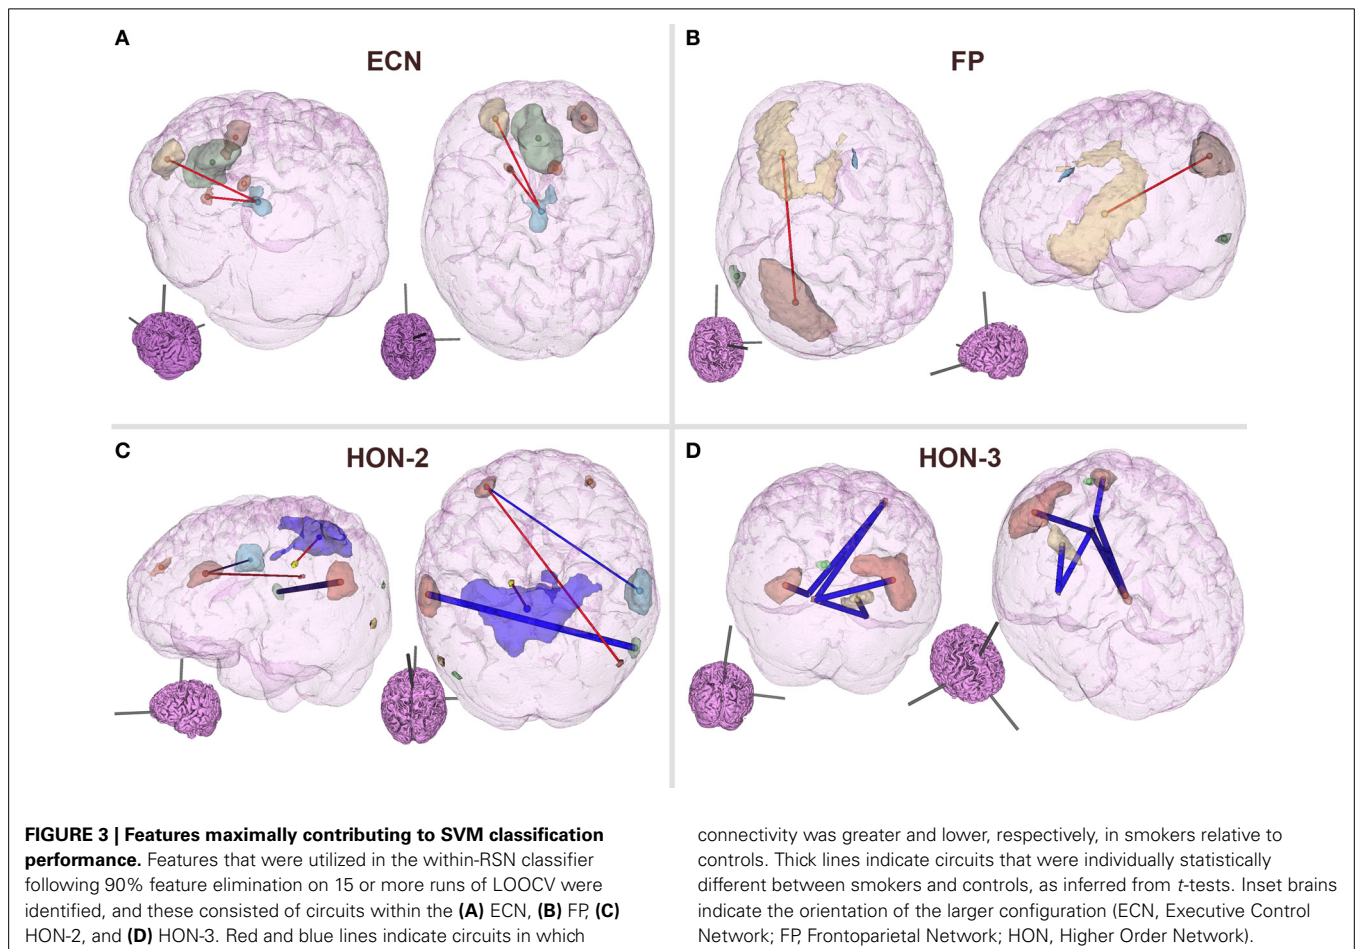 A
ECN
B
FP
C
HON-2
D
HON-3
FIGURE 3 | Features maximally contributing to SVM classification
performance. Features that were utilized in the within-RSN classifier
following 90% feature elimination on 15 or more runs of LOOCV were
identified, and these consisted of circuits within the (A) ECN, (B) FP, (C)
HON-2, and (D) HON-3. Red and blue lines indicate circuits in which
connectivity was greater and lower, respectively, in smokers relative to
controls. Thick lines indicate circuits that were individually statistically
different between smokers and controls, as inferred from t-tests. Inset brains
indicate the orientation of the larger configuration (ECN, Executive Control
Network; FP, Frontoparietal Network; HON, Higher Order Network).